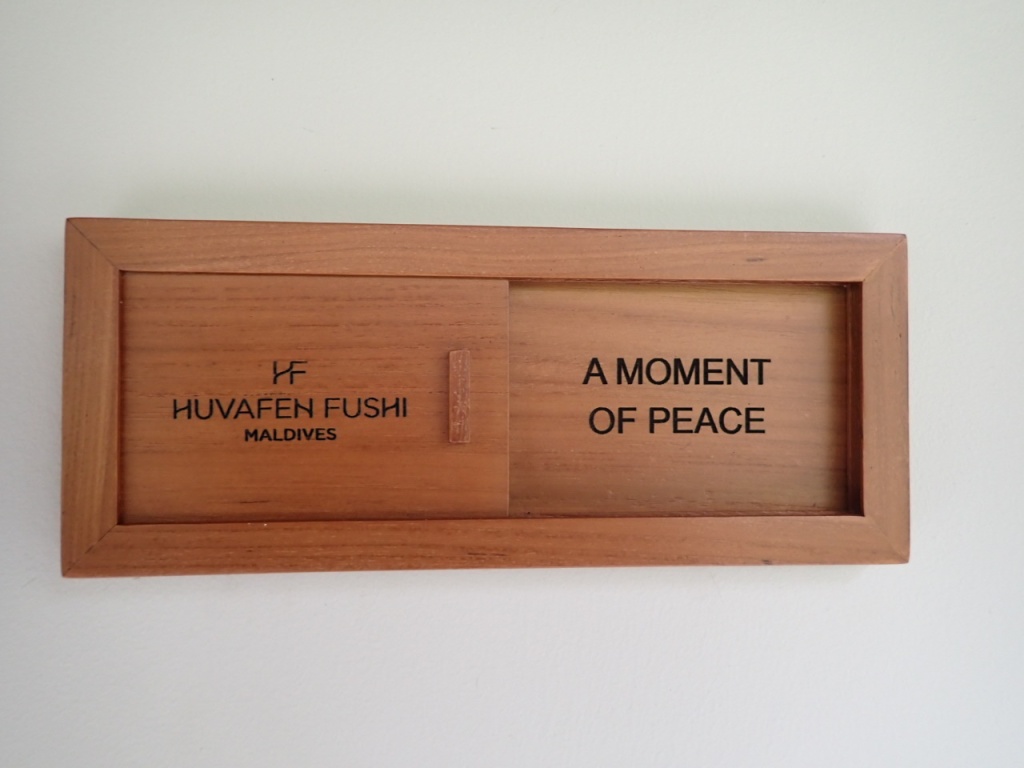 HF
HUVAFEN FUSHI
MALDIVES
A MOMENT
OF PEACE